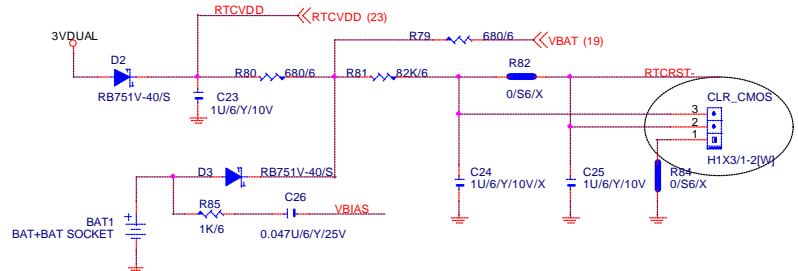 RTCVDD
RTCVDD (23)
3VDUAL
D2
RB751V-40/S
C23
1U/6/Y/10V
R80
680/6
R79
680/6
VBAT (19)
R81
82K/6
R82
0/S6/X
RTCRST-
CLR_CMOS
3
2
1
H1X3/1-2[W]
R84
0/S6/X
C24
1U/6/Y/10V/X
C25
1U/6/Y/10V
D3
RB751V-40/S
R85
1K/6
C26
0.047U/6/Y/25V
VBIAS
+
BAT1
BAT+BAT SOCKET